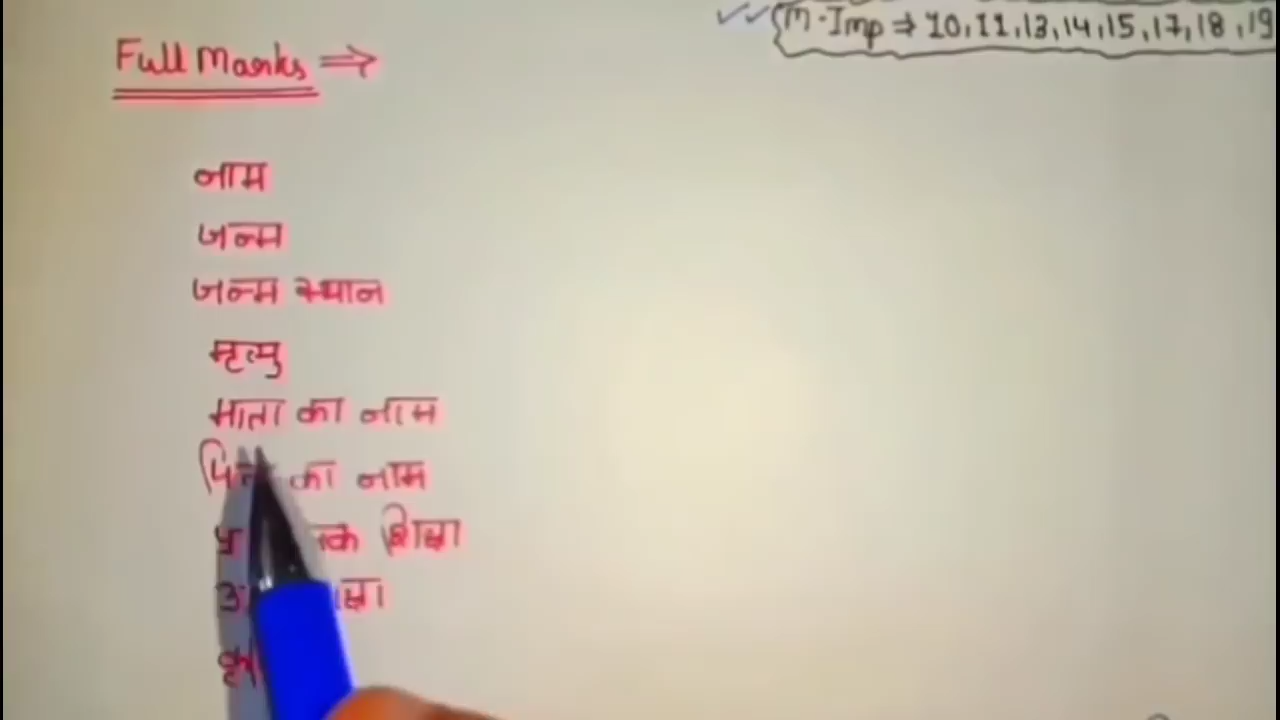 m. Imp ⇒ 10, 11, 13, 14, 15, 17, 18, 19
Full Marks ⇒
नाम
जन्म
जन्म स्थान
मृत्यु
माता का नाम
का नाम
शिक्षा